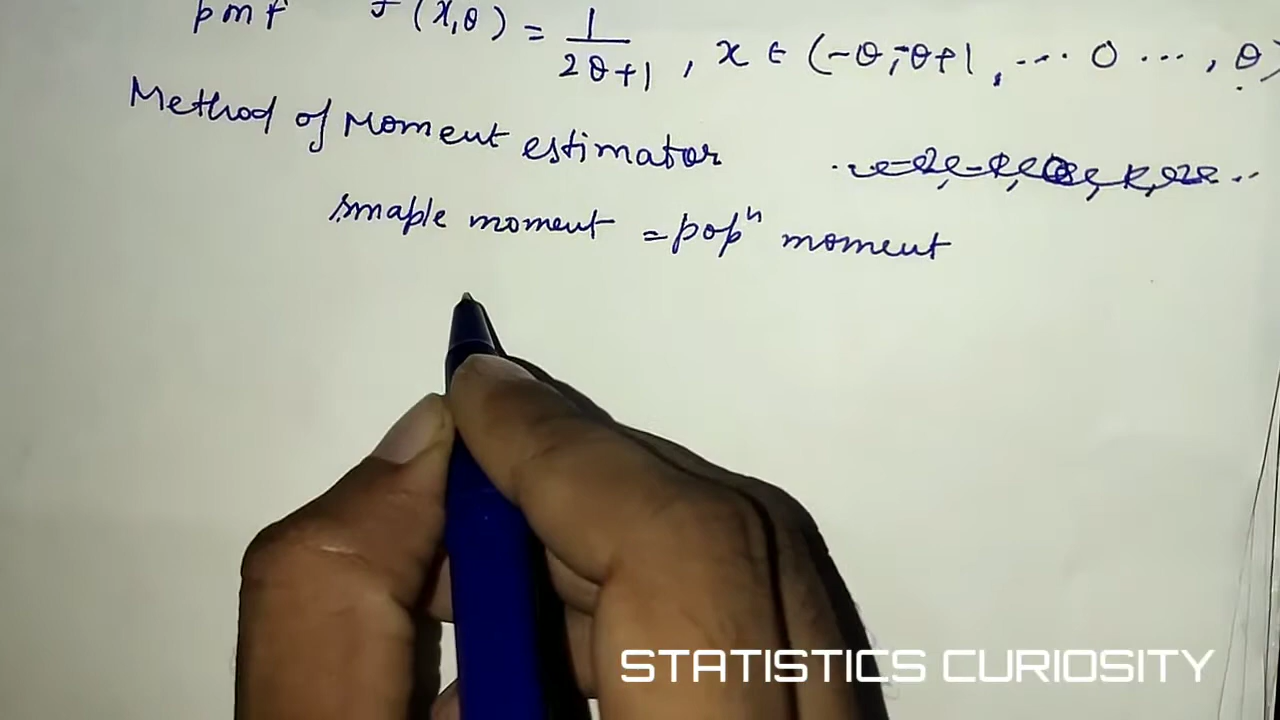 pmf f(x,θ) = 1/2θ+1 , x ∈ (-θ,-θ+1, .... 0 ..., θ)
Method of Moment estimator
smaple moment = popⁿ moment
STATISTICS CURIOSITY